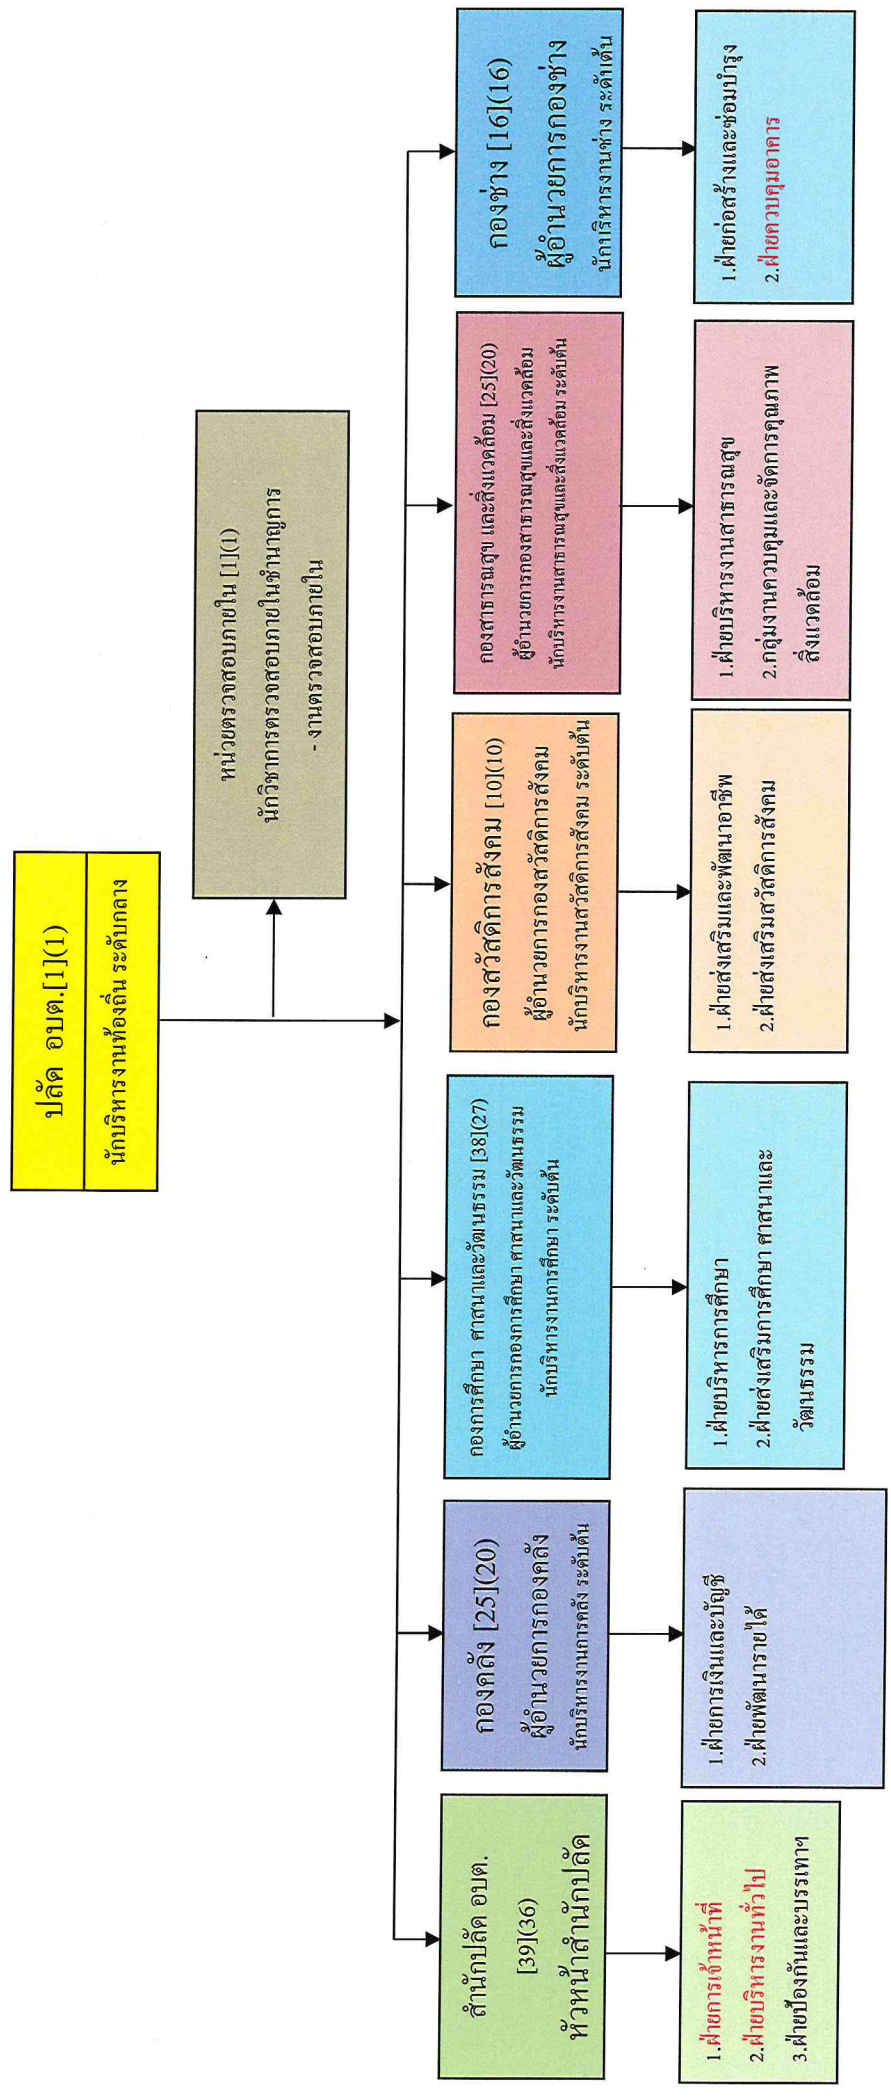 ปลัด อบต.[1](1)
นักบริหารงานท้องถิ่น ระดับกลาง
หน่วยตรวจสอบภายใน [1](1)
นักวิชาการตรวจสอบภายในชำนาญการ
- งานตรวจสอบภายใน
สำนักปลัด อบต.
[39](36)
หัวหน้าสำนักปลัด
กองคลัง [25](20)
ผู้อำนวยการกองคลัง
นักบริหารงานการคลัง ระดับต้น
กองการศึกษา ศาสนาและวัฒนธรรม [38](27)
ผู้อำนวยการกองการศึกษา ศาสนาและวัฒนธรรม
นักบริหารงานการศึกษา ระดับต้น
กองสวัสดิการสังคม [10](10)
ผู้อำนวยการกองสวัสดิการสังคม
นักบริหารงานสวัสดิการสังคม ระดับต้น
กองสาธารณสุข และสิ่งแวดล้อม [25](20)
ผู้อำนวยการกองสาธารณสุขและสิ่งแวดล้อม
นักบริหารงานสาธารณสุขและสิ่งแวดล้อม ระดับต้น
กองช่าง [16](16)
ผู้อำนวยการกองช่าง
นักบริหารงานช่าง ระดับต้น
1.ฝ่ายการเจ้าหน้าที่
2.ฝ่ายบริหารงานทั่วไป
3.ฝ่ายป้องกันและบรรเทาฯ
1.ฝ่ายการเงินและบัญชี
2.ฝ่ายพัฒนารายได้
1.ฝ่ายบริหารการศึกษา
2.ฝ่ายส่งเสริมการศึกษา ศาสนาและ
วัฒนธรรม
1.ฝ่ายส่งเสริมและพัฒนาอาชีพ
2.ฝ่ายส่งเสริมสวัสดิการสังคม
1.ฝ่ายบริหารงานสาธารณสุข
2.กลุ่มงานควบคุมและจัดการคุณภาพ
สิ่งแวดล้อม
1.ฝ่ายก่อสร้างและซ่อมบำรุง
2.ฝ่ายควบคุมอาคาร